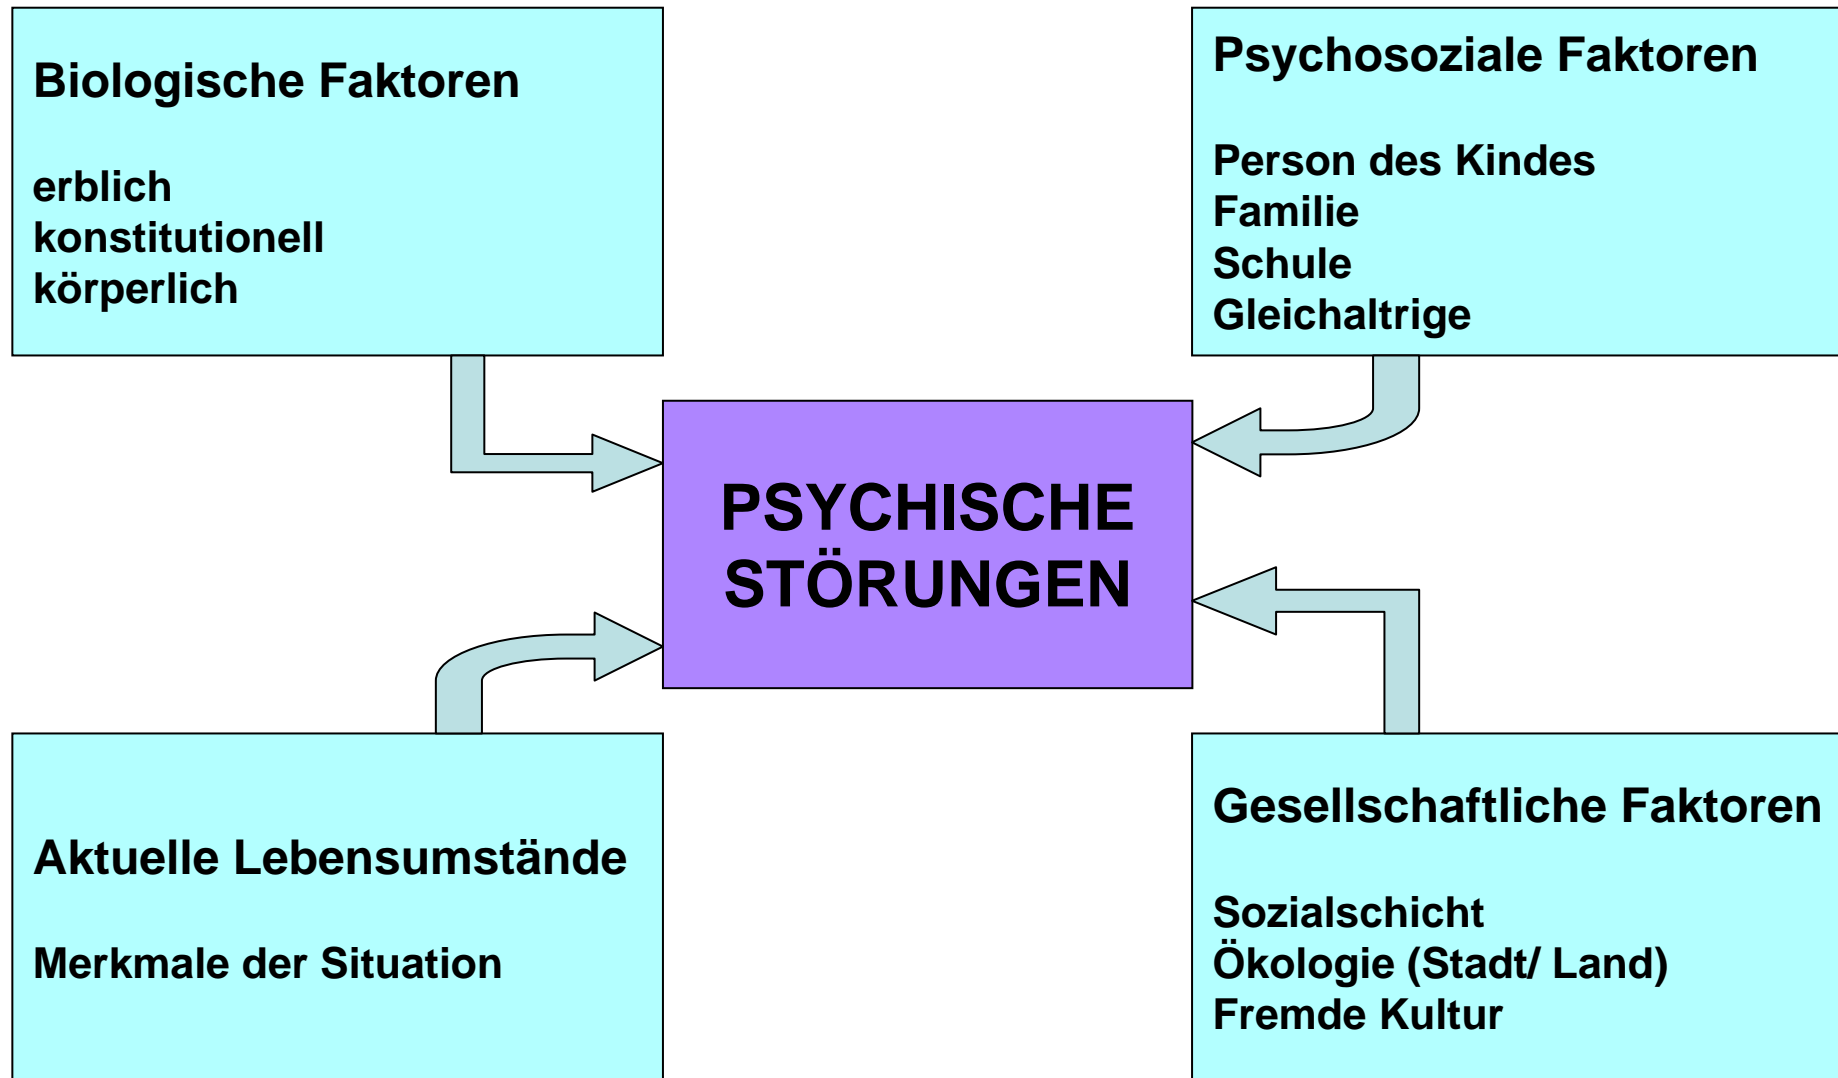 Biologische Faktoren
erblich
konstitutionell
körperlich
Psychosoziale Faktoren
Person des Kindes
Familie
Schule
Gleichaltrige
PSYCHISCHE
STÖRUNGEN
Aktuelle Lebensumstände
Merkmale der Situation
Gesellschaftliche Faktoren
Sozialschicht
Ökologie (Stadt/ Land)
Fremde Kultur